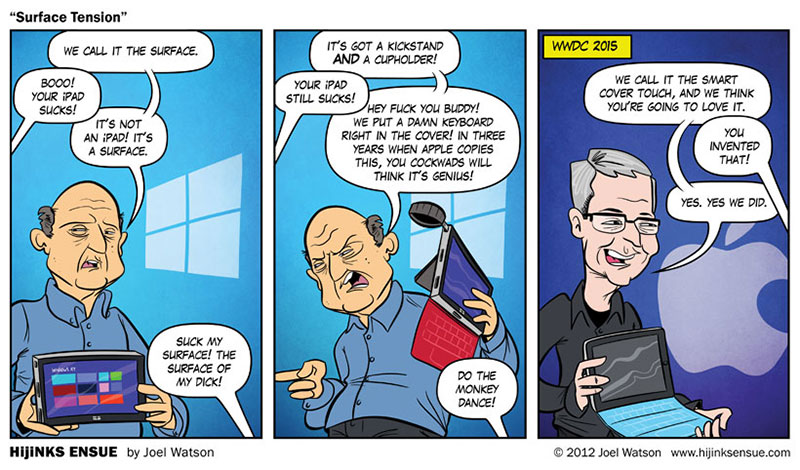 "Surface Tension"
WE CALL IT THE SURFACE.
BOOO!
YOUR iPAD
SUCKS!
IT'S NOT
AN iPAD! IT'S
A SURFACE.
WINDOWS RT
SUCK MY
SURFACE! THE
SURFACE OF
MY DICK!
IT'S GOT A KICKSTAND
AND A CUPHOLDER!
YOUR iPAD
STILL SUCKS!
HEY FUCK YOU BUDDY!
WE PUT A DAMN KEYBOARD
RIGHT IN THE COVER! IN THREE
YEARS WHEN APPLE COPIES
THIS, YOU COCKWADS WILL
THINK IT'S GENIUS!
DO THE
MONKEY
DANCE!
WWDC 2015
WE CALL IT THE SMART
COVER TOUCH, AND WE THINK
YOU'RE GOING TO LOVE IT.
YOU
INVENTED
THAT!
YES. YES WE DID.
HijiNKS ENSUE by Joel Watson
© 2012 Joel Watson www.hijinksensue.com